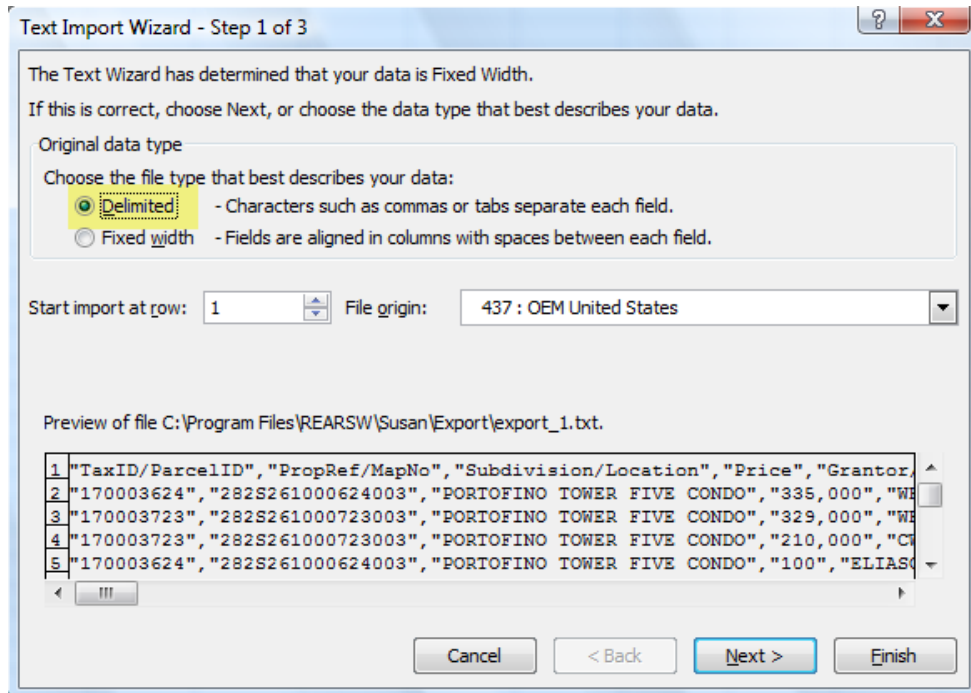 Text Import Wizard - Step 1 of 3
The Text Wizard has determined that your data is Fixed Width.
If this is correct, choose Next, or choose the data type that best describes your data.
Original data type
Choose the file type that best describes your data:
Delimited - Characters such as commas or tabs separate each field.
Fixed width - Fields are aligned in columns with spaces between each field.
Start import at row: 1 File origin: 437 : OEM United States
Preview of file C:\Program Files\REARSW\Susan\Export\export_1.txt.
1 "TaxID/ParcelID","PropRef/MapNo","Subdivision/Location","Price","Grantor/
2 "170003624","282S261000624003","PORTOFINO TOWER FIVE CONDO","335,000","WE
3 "170003723","282S261000723003","PORTOFINO TOWER FIVE CONDO","329,000","WE
4 "170003723","282S261000723003","PORTOFINO TOWER FIVE CONDO","210,000","CW
5 "170003624","282S261000624003","PORTOFINO TOWER FIVE CONDO","100","ELIAS
Cancel < Back Next > Finish